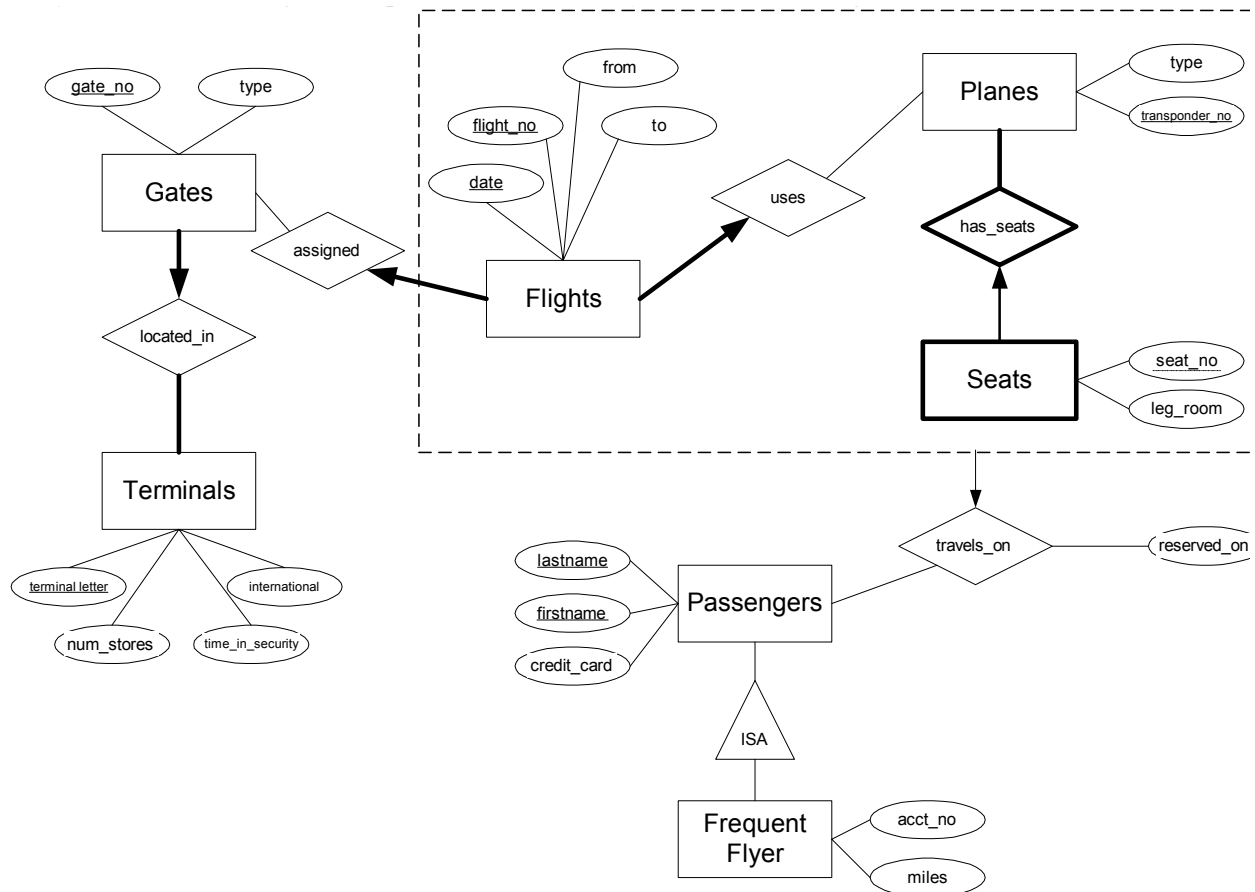 gate_no
type
Gates
assigned
located_in
Terminals
terminal letter
international
num_stores
time_in_security
from
flight_no
to
date
Flights
uses
Planes
type
transponder_no
has_seats
Seats
seat_no
leg_room
travels_on
reserved_on
lastname
firstname
credit_card
Passengers
ISA
Frequent
Flyer
acct_no
miles